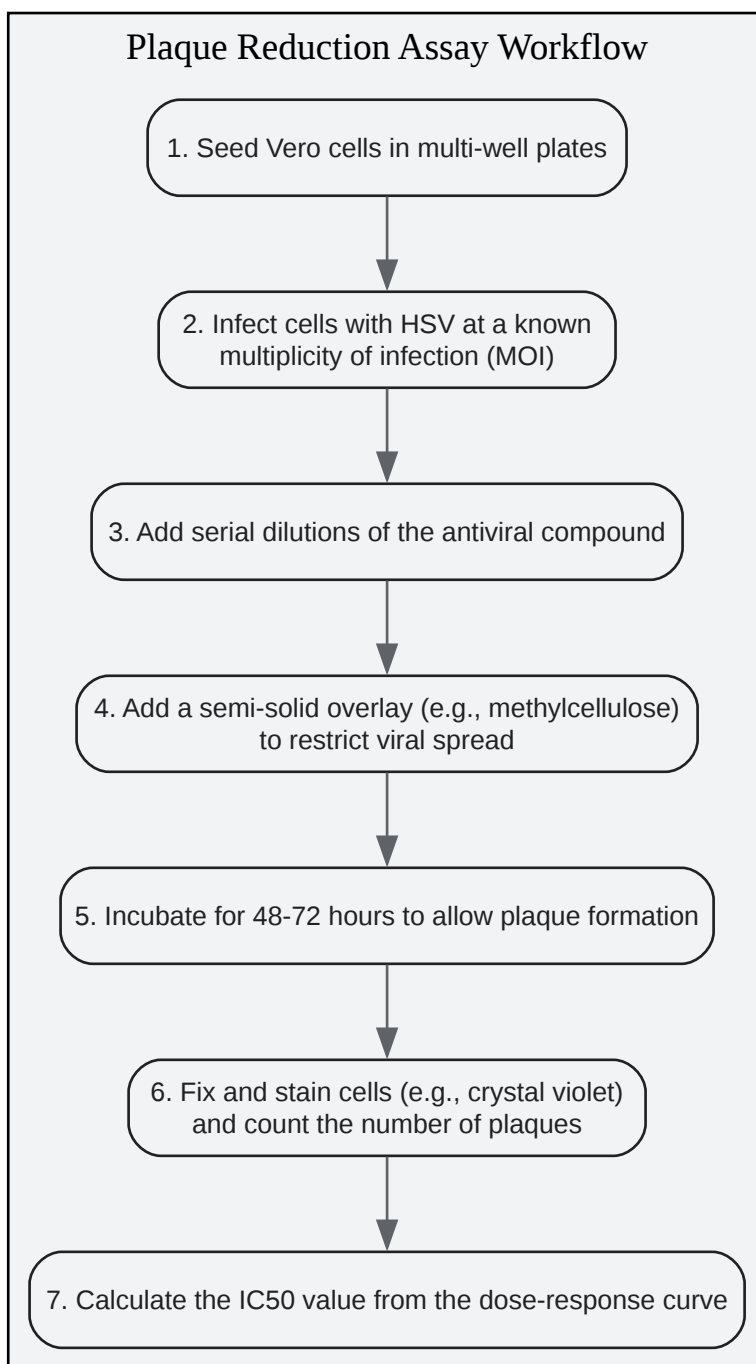 Plaque Reduction Assay Workflow
1. Seed Vero cells in multi-well plates
2. Infect cells with HSV at a known
multiplicity of infection (MOI)
3. Add serial dilutions of the antiviral compound
4. Add a semi-solid overlay (e.g., methylcellulose)
to restrict viral spread
5. Incubate for 48-72 hours to allow plaque formation
6. Fix and stain cells (e.g., crystal violet)
and count the number of plaques
7. Calculate the IC50 value from the dose-response curve